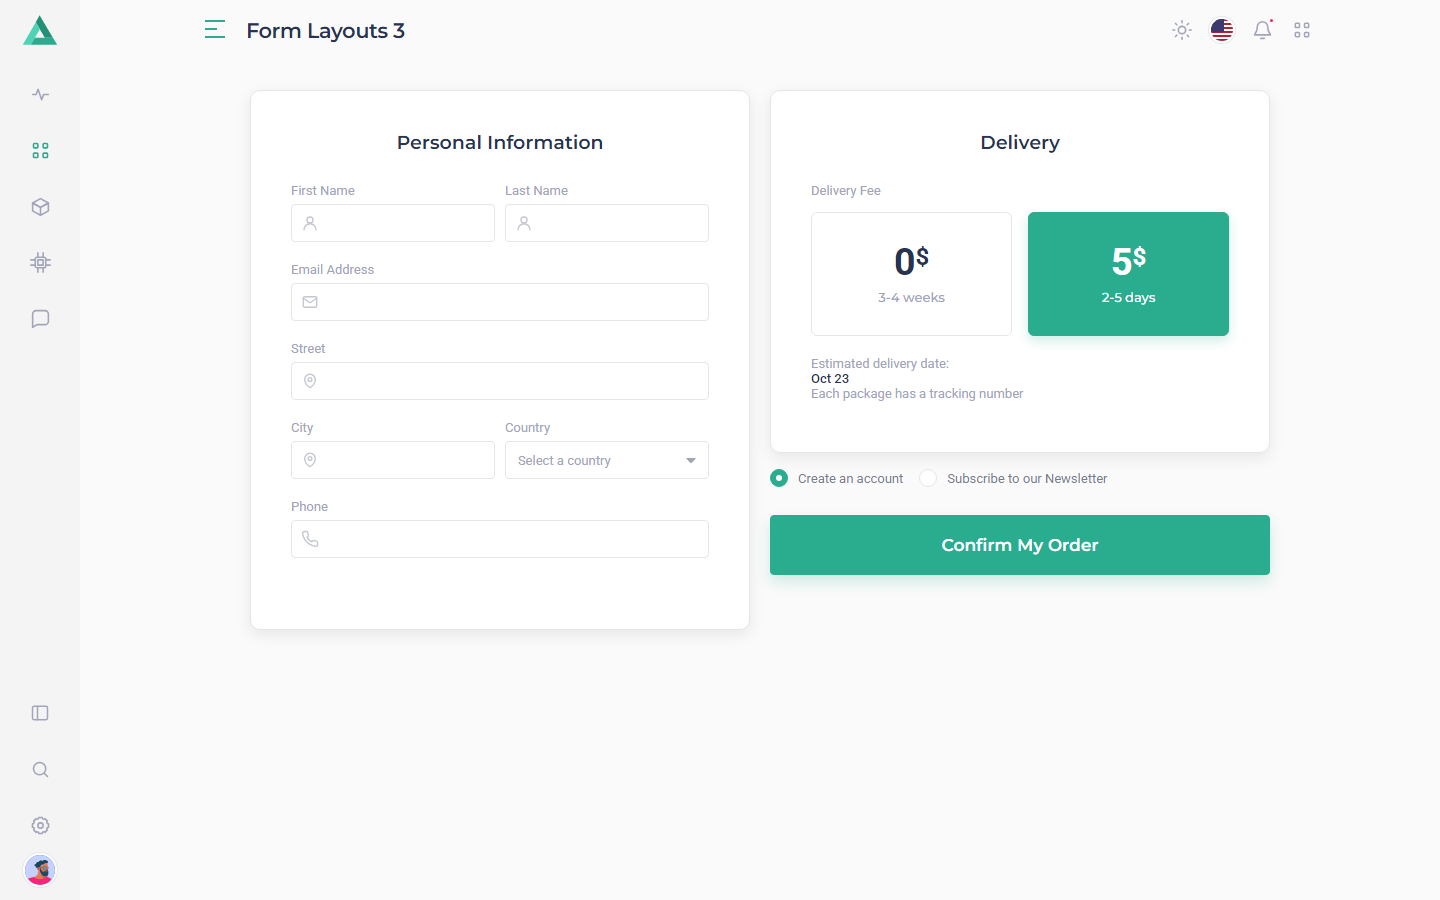 Form Layouts 3
Personal Information
First Name
Last Name
Email Address
Street
City
Country
Select a country
Phone
Delivery
Delivery Fee
0$
3-4 weeks
5$
2-5 days
Estimated delivery date:
Oct 23
Each package has a tracking number
Create an account
Subscribe to our Newsletter
Confirm My Order